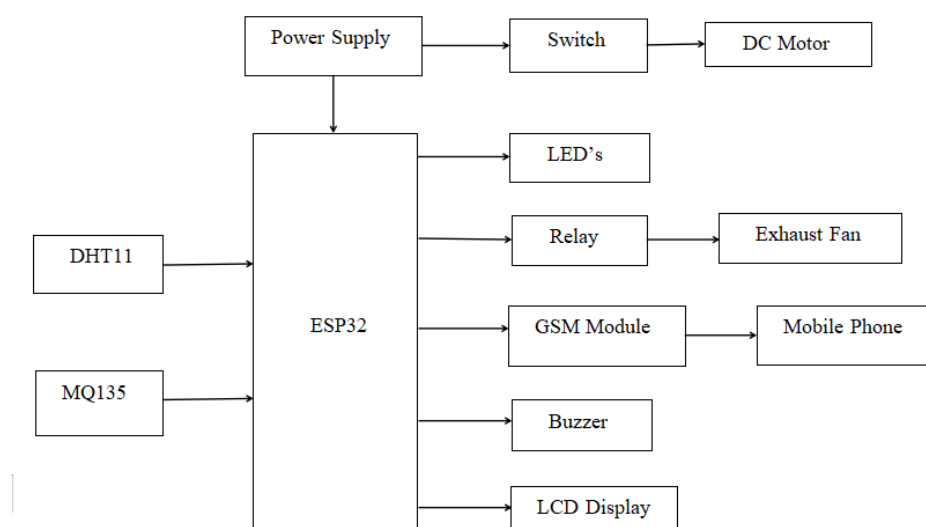 Power Supply
Switch
DC Motor
LED’s
Relay
Exhaust Fan
DHT11
ESP32
GSM Module
Mobile Phone
MQ135
Buzzer
LCD Display